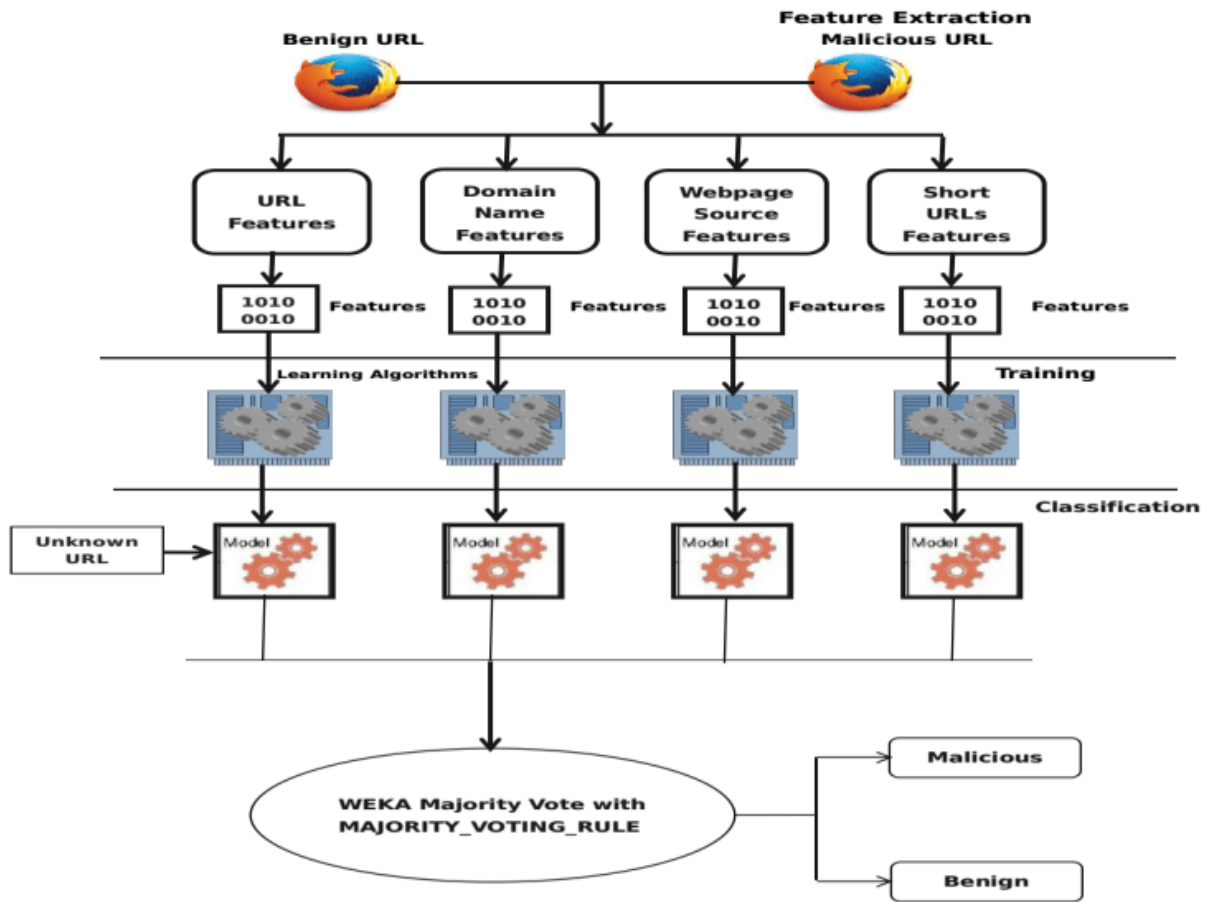 Feature Extraction
Benign URL
Malicious URL
URL
Features
Domain
Name
Features
Webpage
Source
Features
Short
URLs
Features
1010
0010
Features
1010
0010
Features
1010
0010
Features
1010
0010
Features
Learning Algorithms
Training
Classification
Unknown
URL
Model
Model
Model
Model
WEKA Majority Vote with
MAJORITY_VOTING_RULE
Malicious
Benign